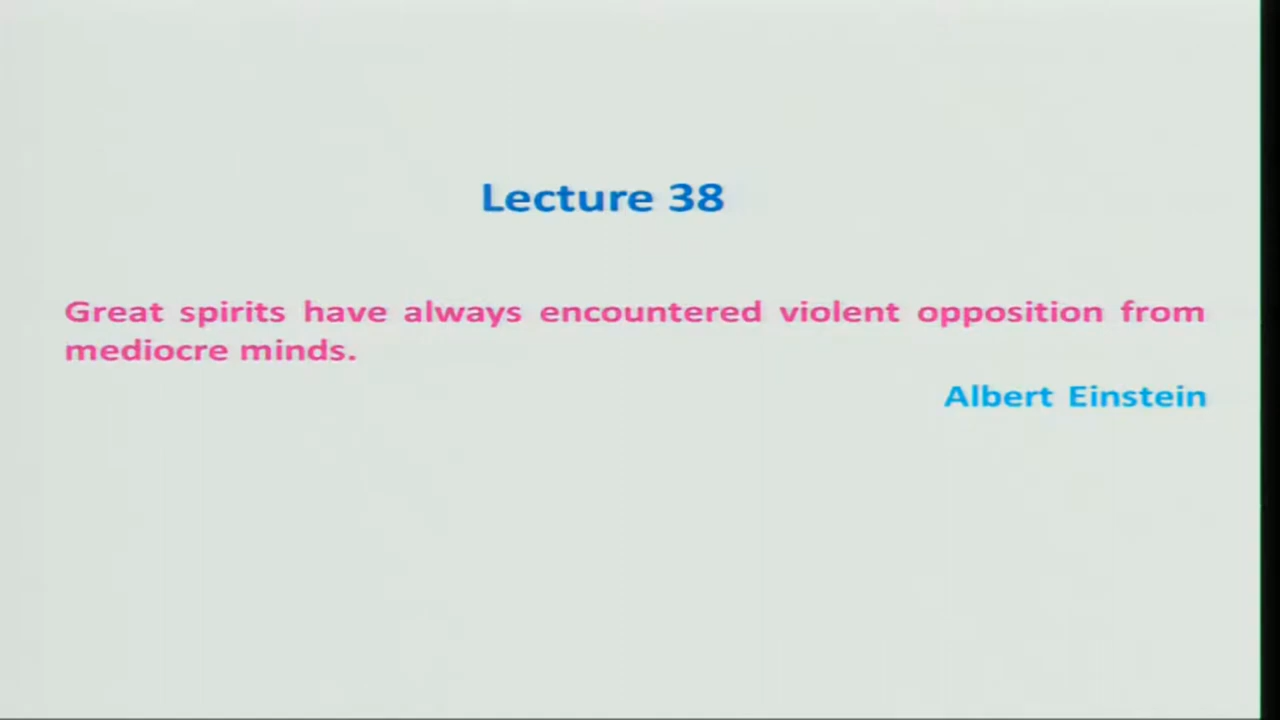 Lecture 38
Great spirits have always encountered violent opposition from
mediocre minds.
Albert Einstein